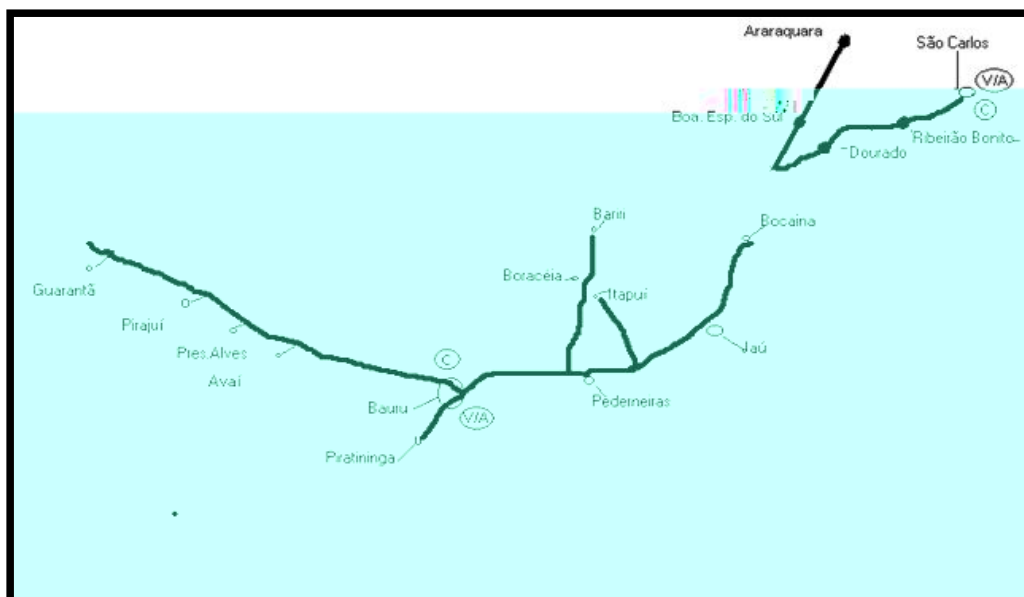 Araraquara
São Carlos
V/A
C
Boa. Esp. do Sul
Ribeirão Bonito
Dourado
Bariri
Bocaina
Boracéia
Itapuí
Guarantã
Pirajuí
Pres.Alves
Avaí
Jaú
C
Bauru
V/A
Pederneiras
Piratininga